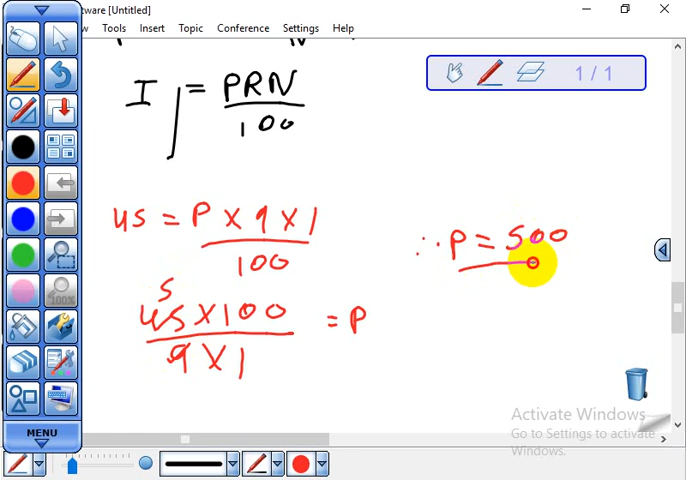 tware [Untitled]
w Tools Insert Topic Conference Settings Help
1 / 1
I = PRN
100
45 = P X 9 X 1
100
5
45 X 100 = P
9 X 1
∴ P = 500
100%
MENU
Activate Windows
Go to Settings to activate
Windows.